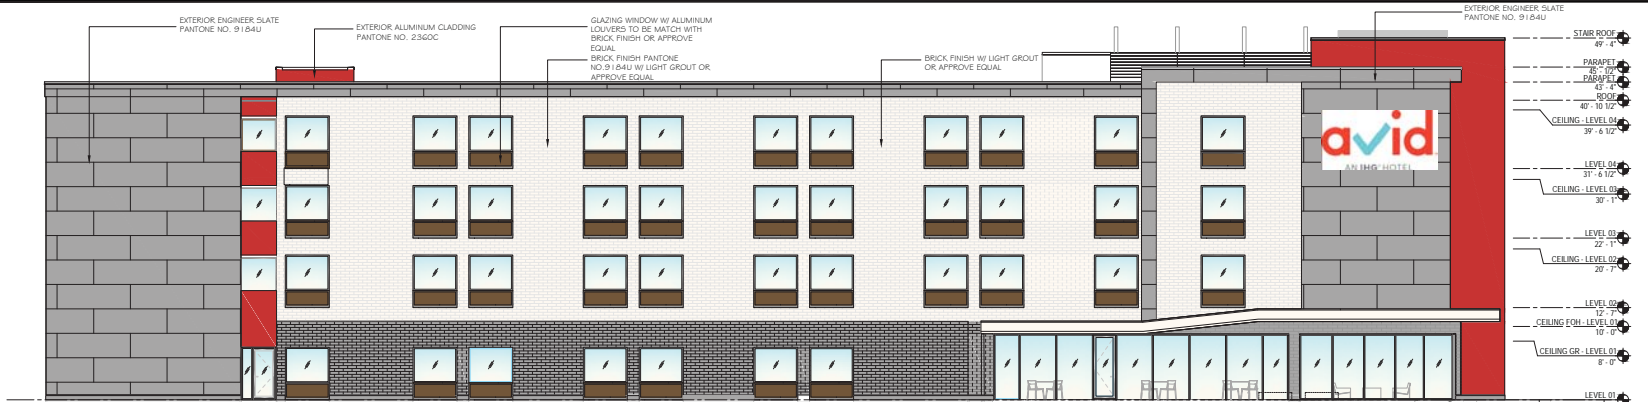 EXTERIOR ENGINEER SLATE
PANTONE NO. 9184U
EXTERIOR ALUMINUM CLADDING
PANTONE NO. 2360C
GLAZING WINDOW W/ ALUMINUM
LOUVERS TO BE MATCH WITH
BRICK FINISH OR APPROVE
EQUAL
BRICK FINISH PANTONE
NO.9184U W/ LIGHT GROUT OR
APPROVE EQUAL
BRICK FINISH W/ LIGHT GROUT
OR APPROVE EQUAL
EXTERIOR ENGINEER SLATE
PANTONE NO. 9184U
avid
AN IHG® HOTEL
STAIR ROOF
49' - 4"
PARAPET
45' - 1/2"
PARAPET
43' - 4"
ROOF
40' - 10 1/2"
CEILING - LEVEL 04
39' - 6 1/2"
LEVEL 04
31' - 6 1/2"
CEILING - LEVEL 03
30' - 1"
LEVEL 03
22' - 1"
CEILING - LEVEL 02
20' - 7"
LEVEL 02
12' - 7"
CEILING FOH - LEVEL 01
10' - 0"
CEILING GR - LEVEL 01
8' - 0"
LEVEL 01